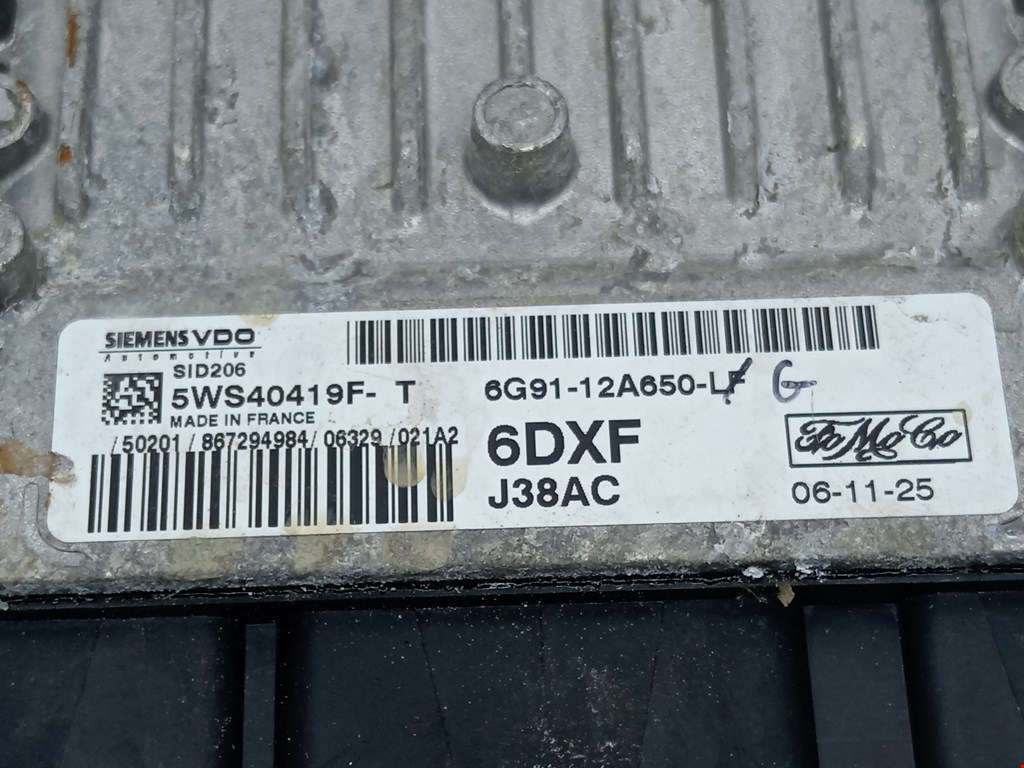 SIEMENS VDO
Automotive
SID206
5WS40419F- T 6G91-12A650-LF G
MADE IN FRANCE
/50201/867294984/06329/021A2
6DXF
FoMoCo
J38AC 06-11-25